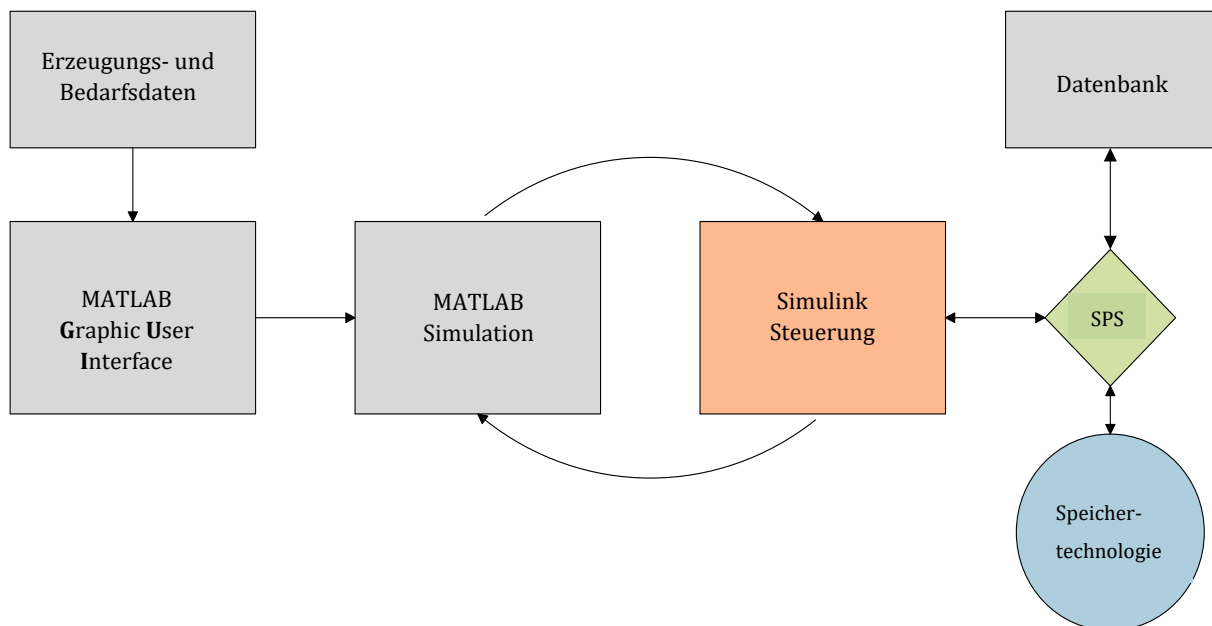 Erzeugungs- und
Bedarfsdaten
Datenbank
MATLAB
Graphic User
Interface
MATLAB
Simulation
Simulink
Steuerung
SPS
Speicher-
technologie